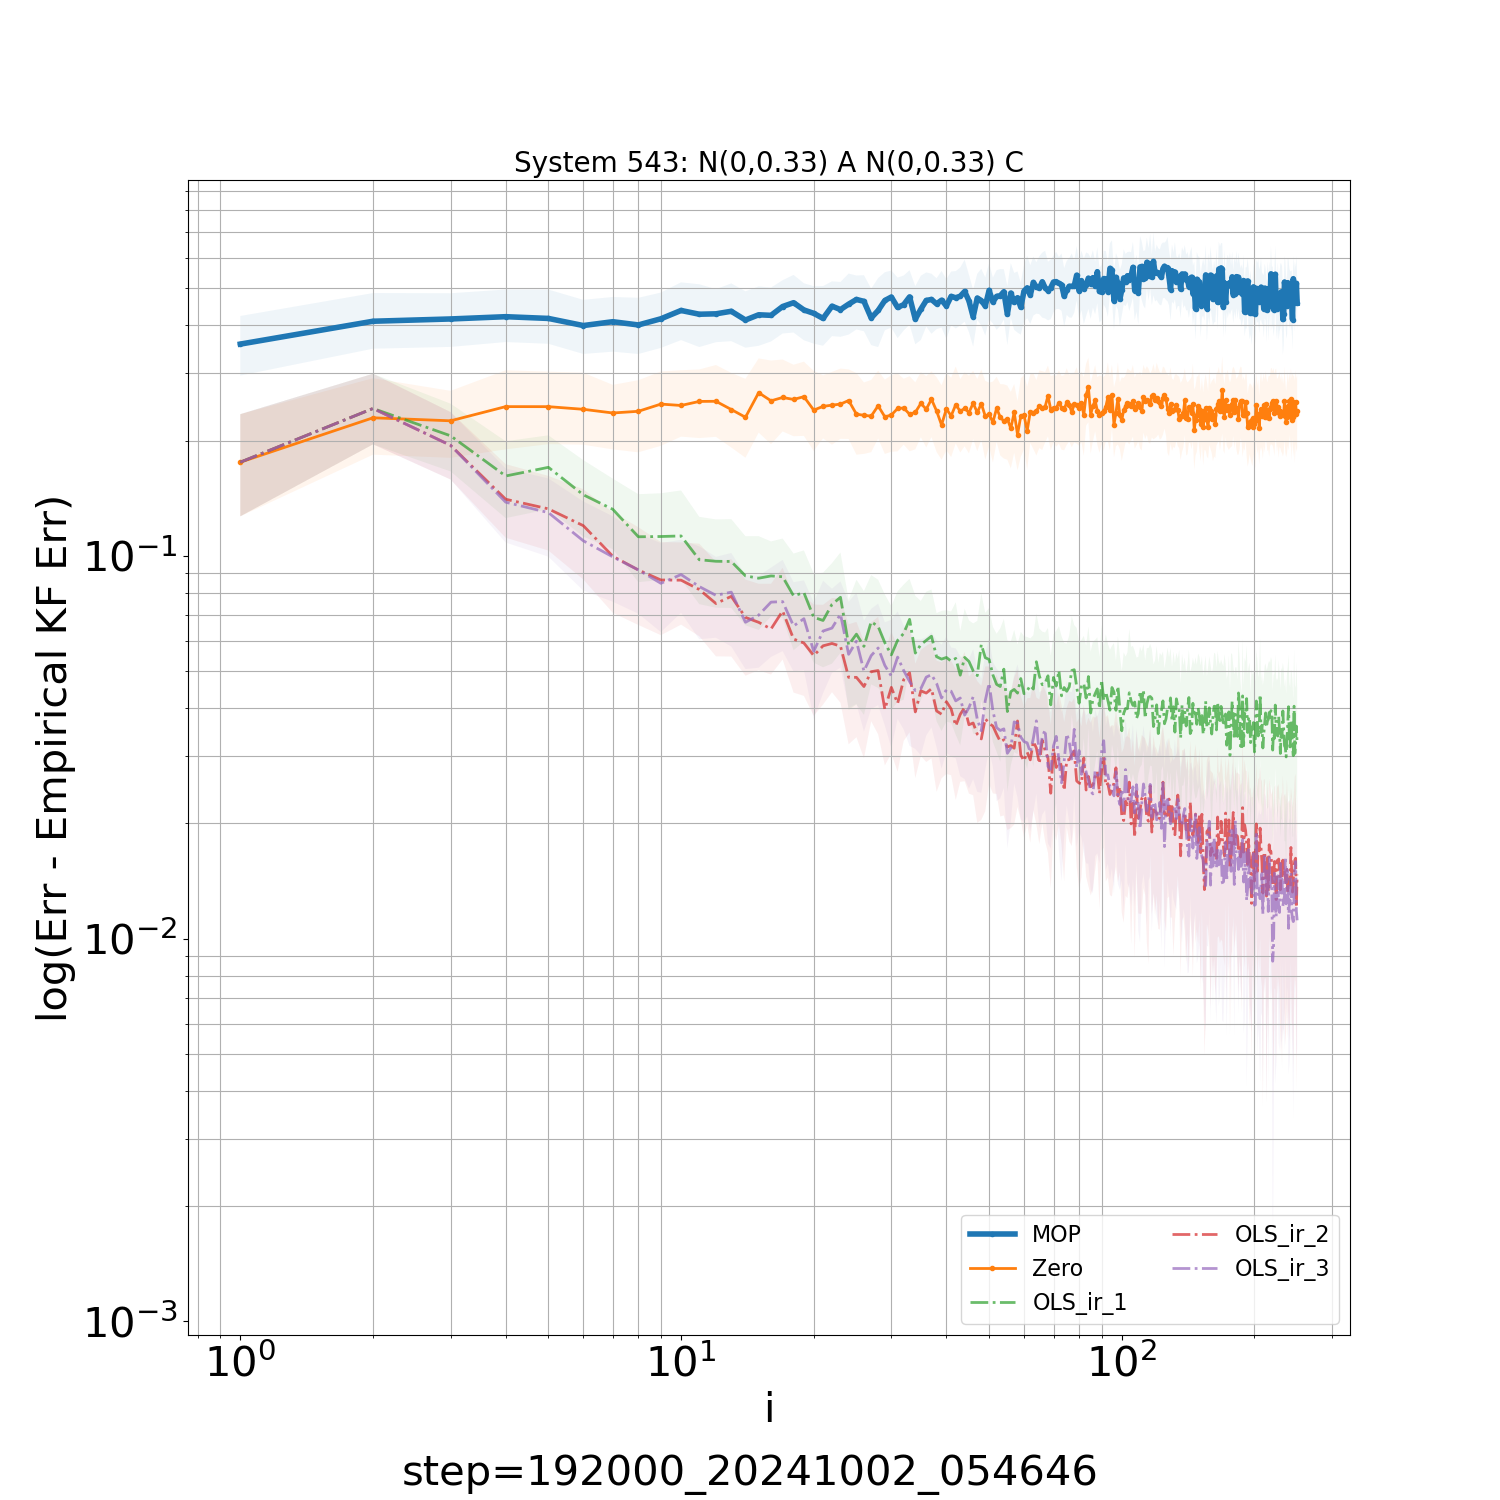 System 543: N(0,0.33) A N(0,0.33) C
log(Err - Empirical KF Err)
10⁻¹
10⁻²
10⁻³
MOP
Zero
OLS_ir_1
OLS_ir_2
OLS_ir_3
10⁰ 10¹ 10²
i
step=192000_20241002_054646